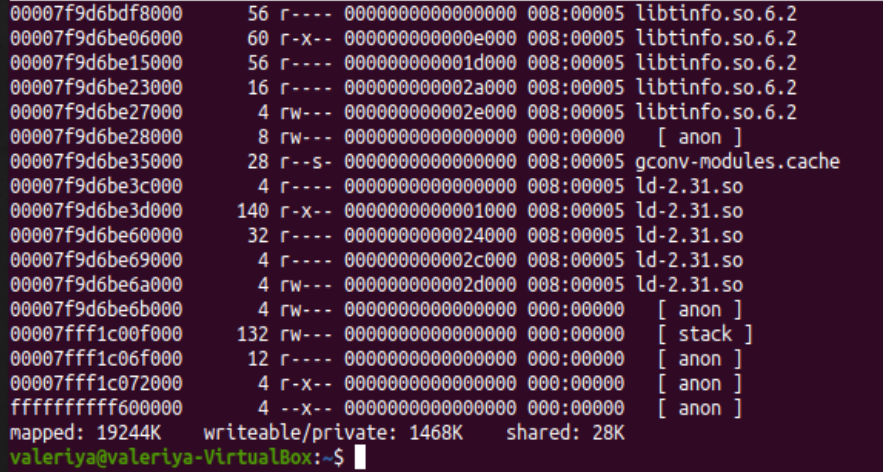 00007f9d6bdf8000 56 r---- 0000000000000000 008:00005 libtinfo.so.6.2
00007f9d6be06000 60 r-x-- 000000000000e000 008:00005 libtinfo.so.6.2
00007f9d6be15000 56 r---- 000000000001d000 008:00005 libtinfo.so.6.2
00007f9d6be23000 16 r---- 000000000002a000 008:00005 libtinfo.so.6.2
00007f9d6be27000 4 rw--- 000000000002e000 008:00005 libtinfo.so.6.2
00007f9d6be28000 8 rw--- 0000000000000000 000:00000 [ anon ]
00007f9d6be35000 28 r--s- 0000000000000000 008:00005 gconv-modules.cache
00007f9d6be3c000 4 r---- 0000000000000000 008:00005 ld-2.31.so
00007f9d6be3d000 140 r-x-- 0000000000001000 008:00005 ld-2.31.so
00007f9d6be60000 32 r---- 0000000000024000 008:00005 ld-2.31.so
00007f9d6be69000 4 r---- 000000000002c000 008:00005 ld-2.31.so
00007f9d6be6a000 4 rw--- 000000000002d000 008:00005 ld-2.31.so
00007f9d6be6b000 4 rw--- 0000000000000000 000:00000 [ anon ]
00007fff1c00f000 132 rw--- 0000000000000000 000:00000 [ stack ]
00007fff1c06f000 12 r---- 0000000000000000 000:00000 [ anon ]
00007fff1c072000 4 r-x-- 0000000000000000 000:00000 [ anon ]
ffffffffff600000 4 --x-- 0000000000000000 000:00000 [ anon ]
mapped: 19244K writeable/private: 1468K shared: 28K
valeriya@valeriya-VirtualBox:~$